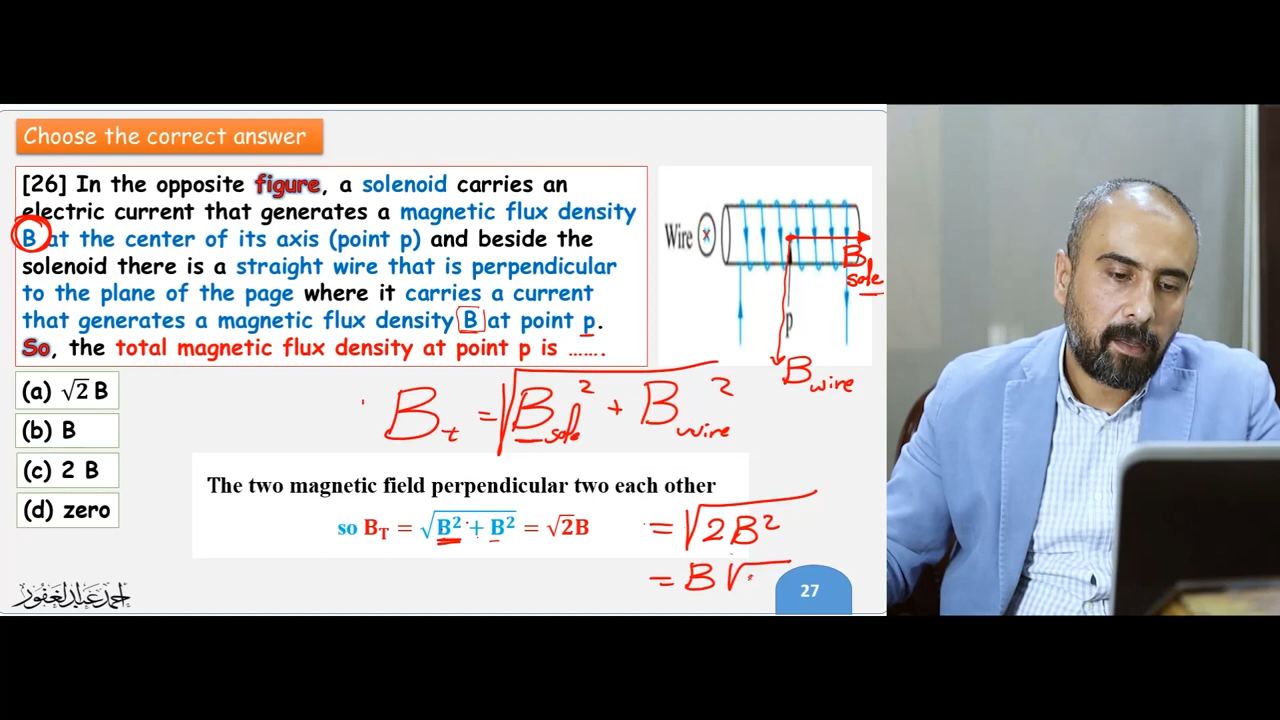 Choose the correct answer
[26] In the opposite figure, a solenoid carries an
electric current that generates a magnetic flux density
B at the center of its axis (point p) and beside the
solenoid there is a straight wire that is perpendicular
to the plane of the page where it carries a current
that generates a magnetic flux density B at point p.
So, the total magnetic flux density at point p is …….
Wire
B
sole
p
B wire
(a) √2 B
(b) B
(c) 2 B
(d) zero
B_t = √B_sole² + B_wire²
The two magnetic field perpendicular two each other
so B_T = √B² + B² = √2B
= √2B²
= B√
احمد عبد الغفور
27